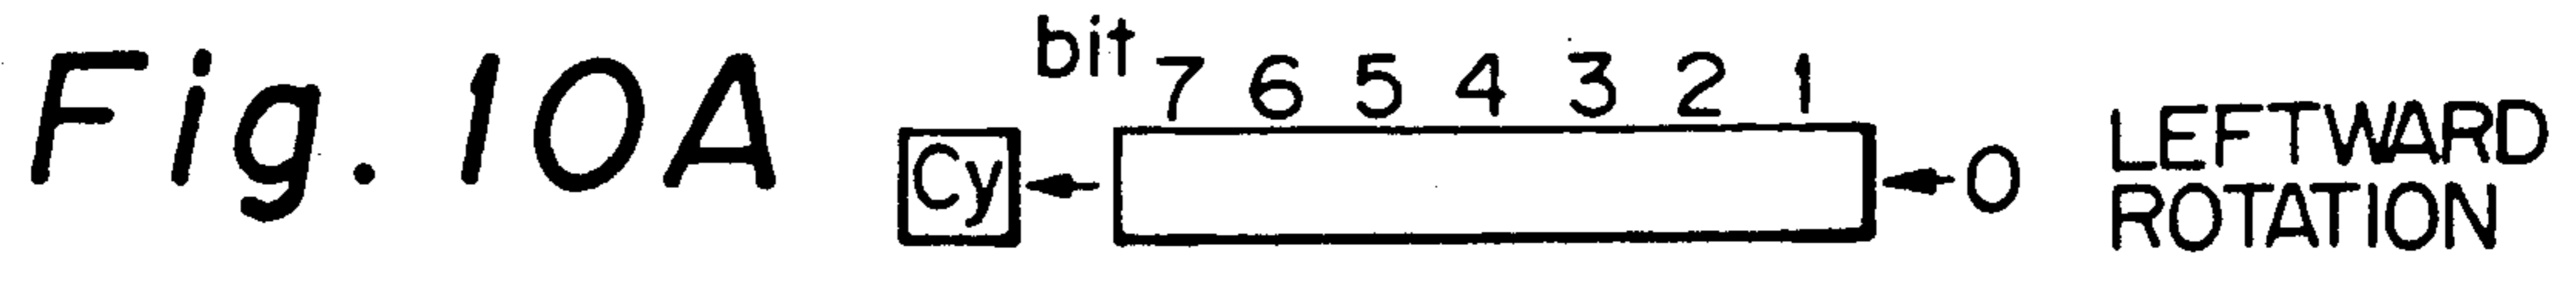 Fig. 10A
bit 7 6 5 4 3 2 1
Cy
0
LEFTWARD
ROTATION